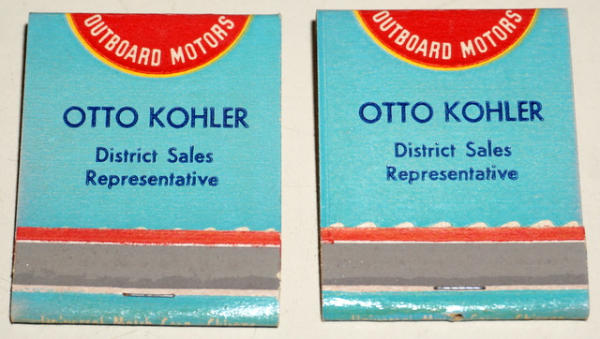 OUTBOARD MOTORS
OTTO KOHLER
District Sales
Representative
OUTBOARD MOTORS
OTTO KOHLER
District Sales
Representative